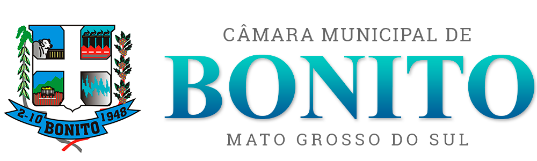 CÂMARA MUNICIPAL DE
BONITO
MATO GROSSO DO SUL
2-10 BONITO 1948